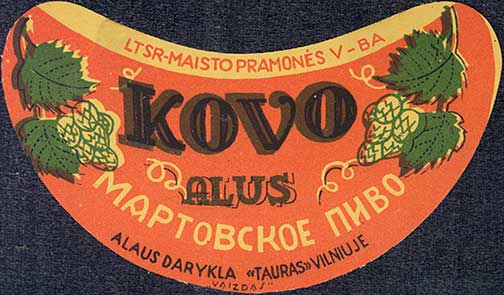 LTSR-MAISTO PRAMONĖS V-BA
KOVO
ALUS
МАРТОВСКОЕ ПИВО
ALAUS DARYKLA «TAURAS» VILNIUJE
VAIZDAS"